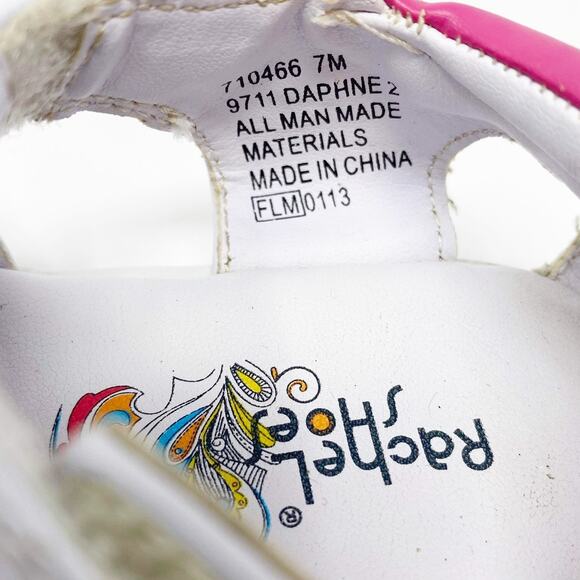 710466 7M
9711 DAPHNE 2
ALL MAN MADE
MATERIALS
MADE IN CHINA
FLM 0113
Rachel
SHOES
®